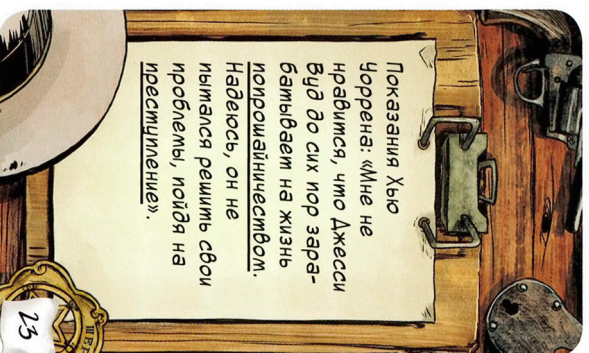 Показания Хью
Уоррена: «Мне не
нравится, что Джесси
Вуд до сих пор зара-
батывает на жизнь
попрошайничеством.
Надеюсь, он не
пытался решить свои
проблемы, пойдя на
преступление».
23